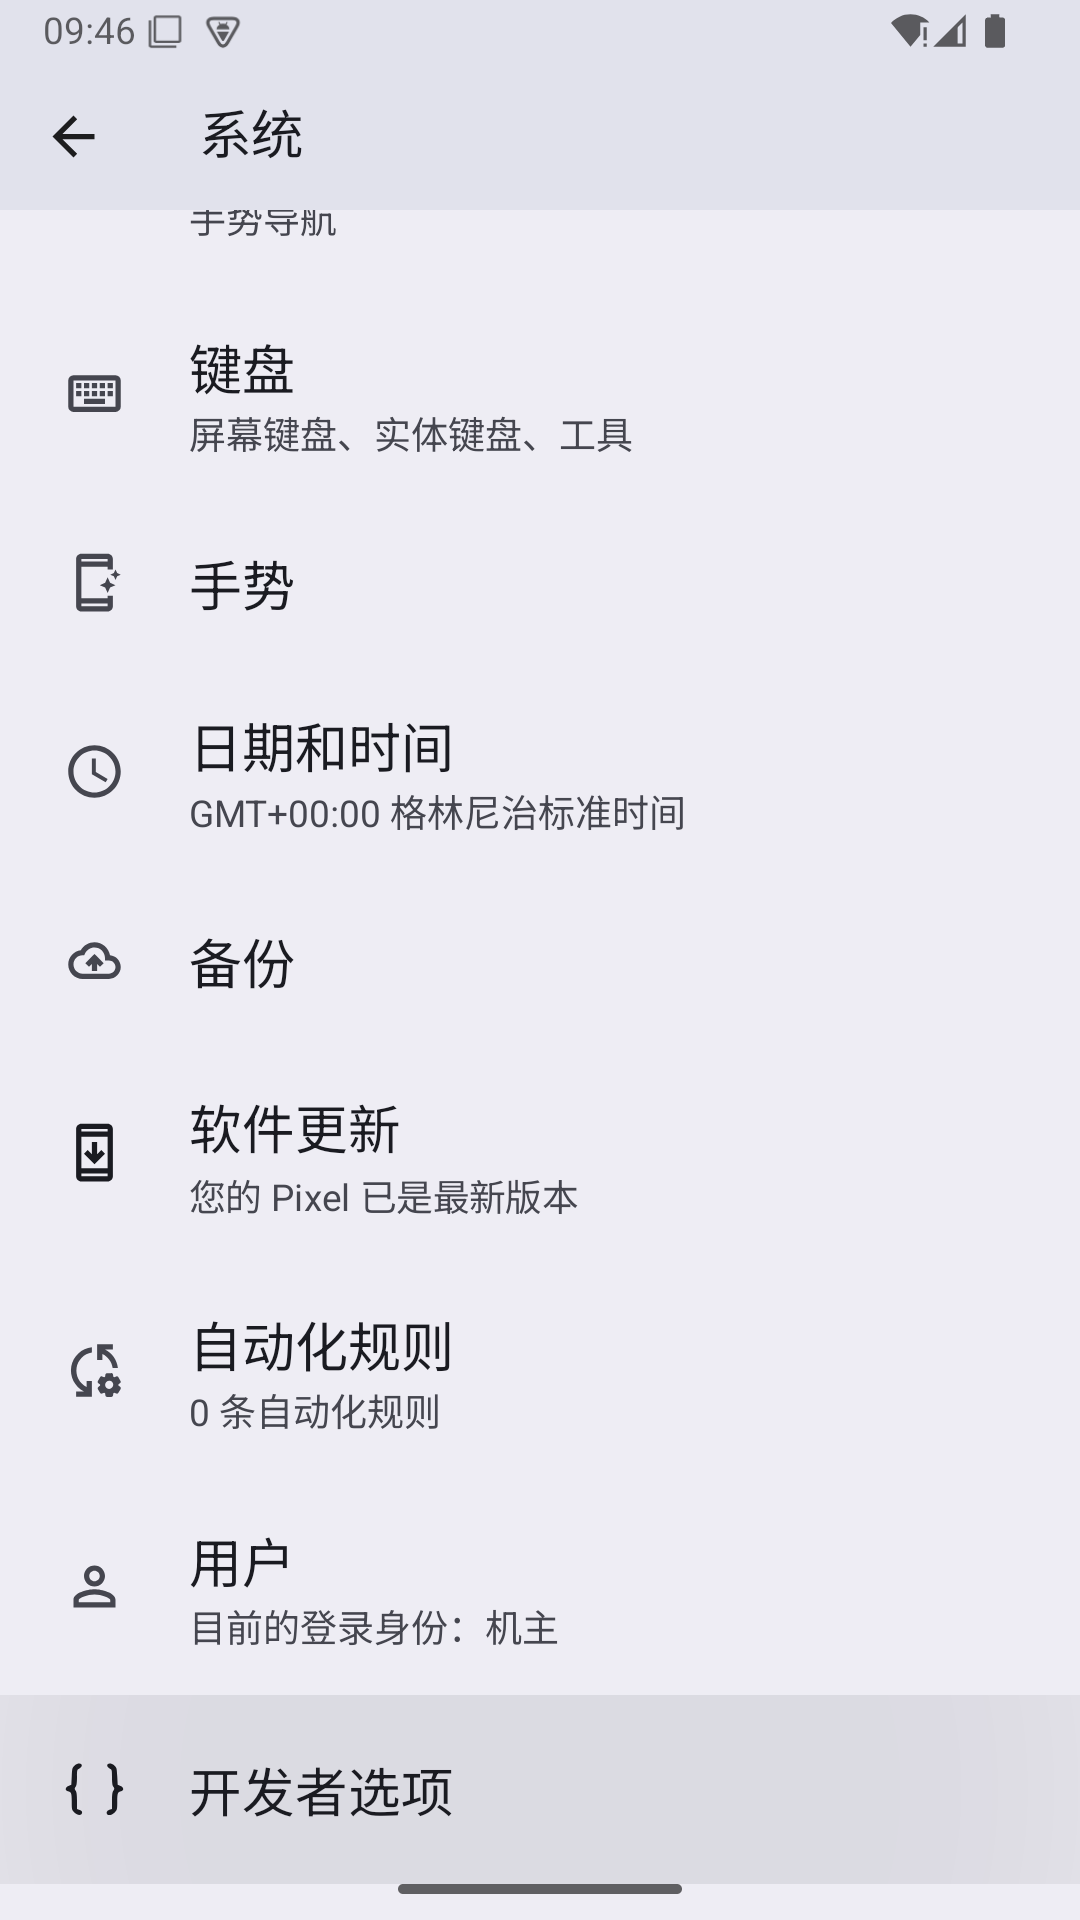 09:46
系统
手势导航
键盘
屏幕键盘、实体键盘、工具
手势
日期和时间
GMT+00:00 格林尼治标准时间
备份
软件更新
您的 Pixel 已是最新版本
自动化规则
0 条自动化规则
用户
目前的登录身份：机主
开发者选项